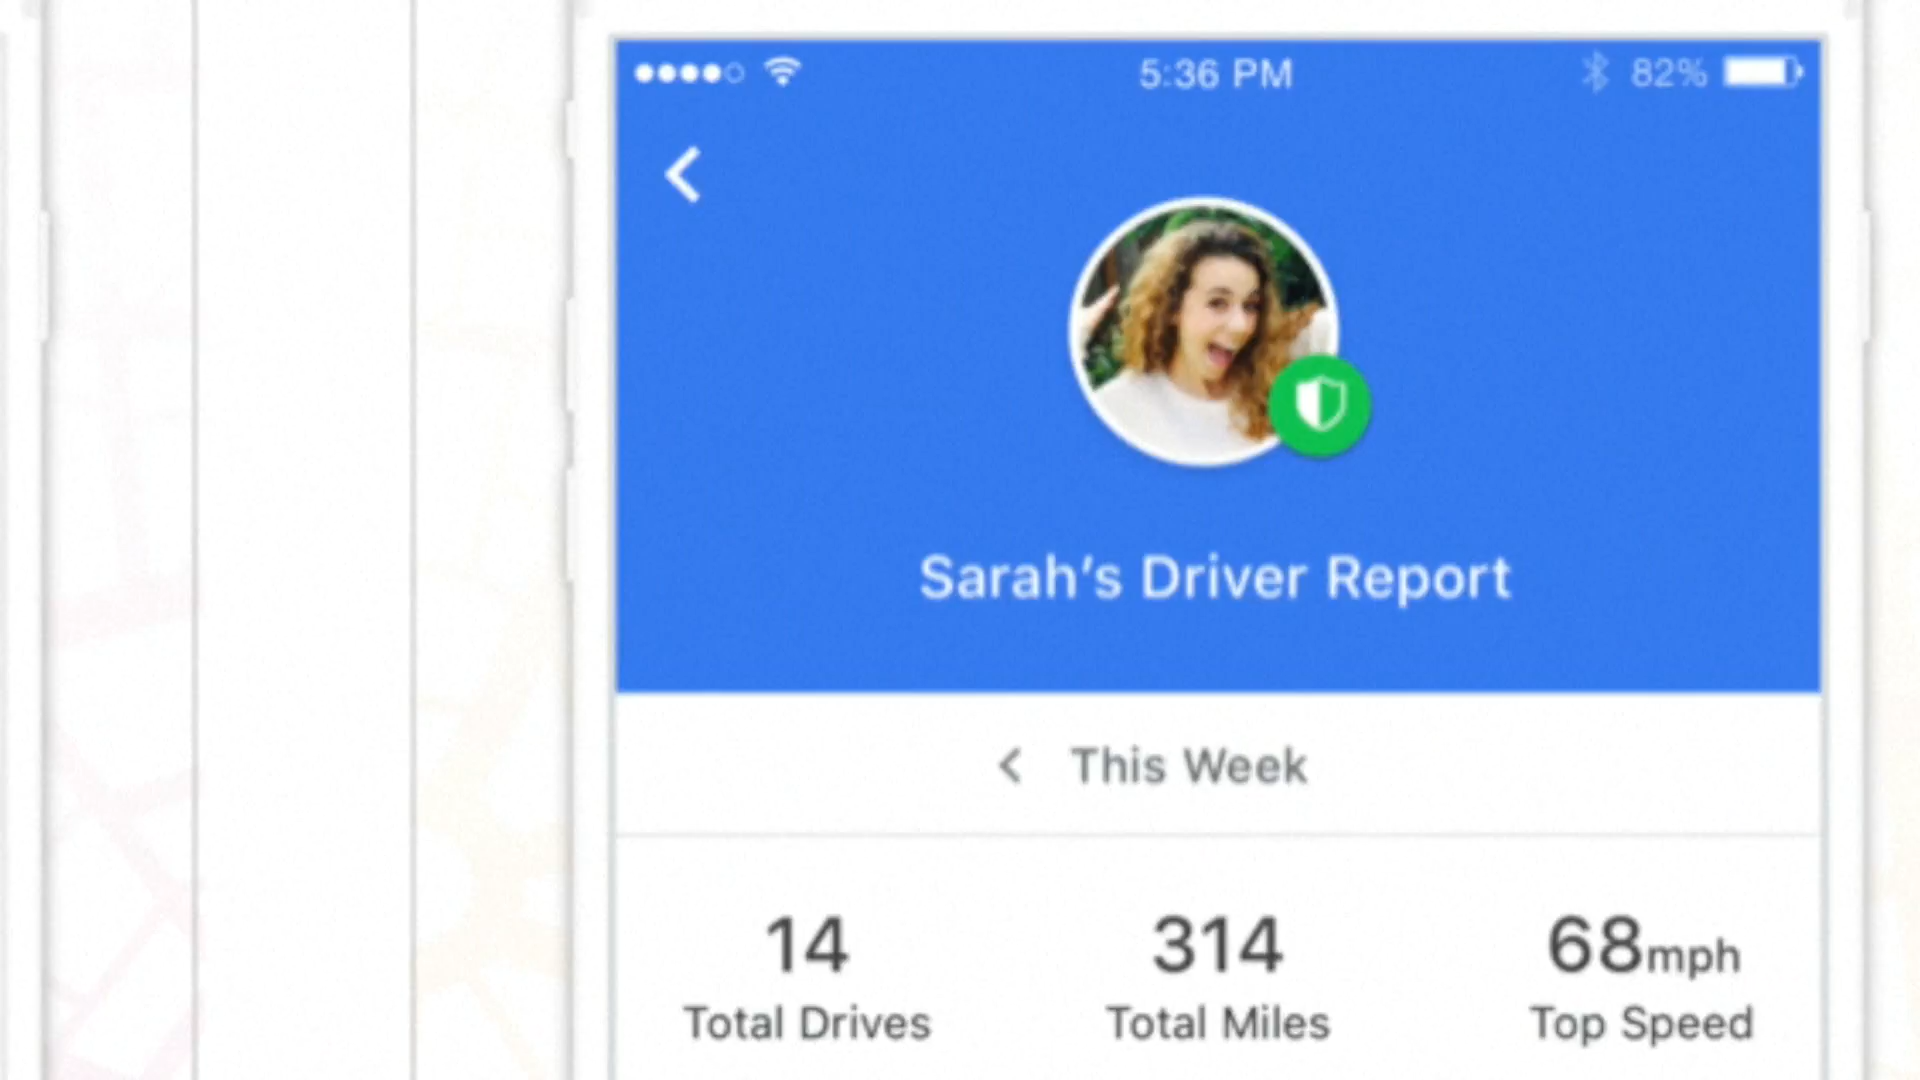 5:36 PM
82%
Sarah's Driver Report
This Week
14
Total Drives
314
Total Miles
68mph
Top Speed